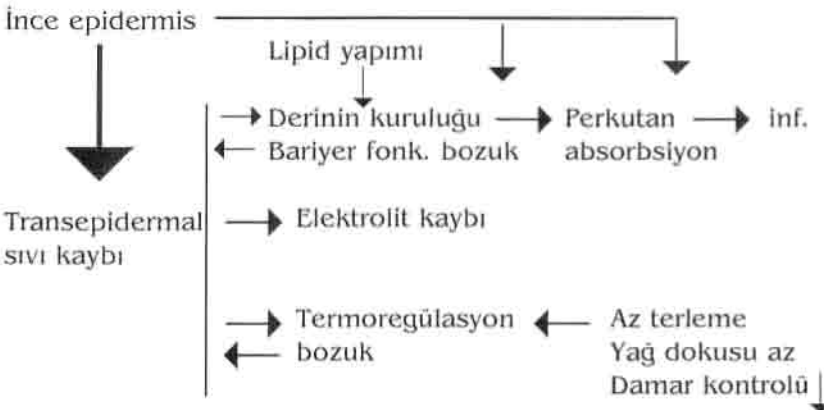 İnce epidermis
Lipid yapımı
Derinin kuruluğu
Bariyer fonk. bozuk
Perkutan
absorbsiyon
inf.
Transepidermal
sıvı kaybı
Elektrolit kaybı
Termoregülasyon
bozuk
Az terleme
Yağ dokusu az
Damar kontrolü